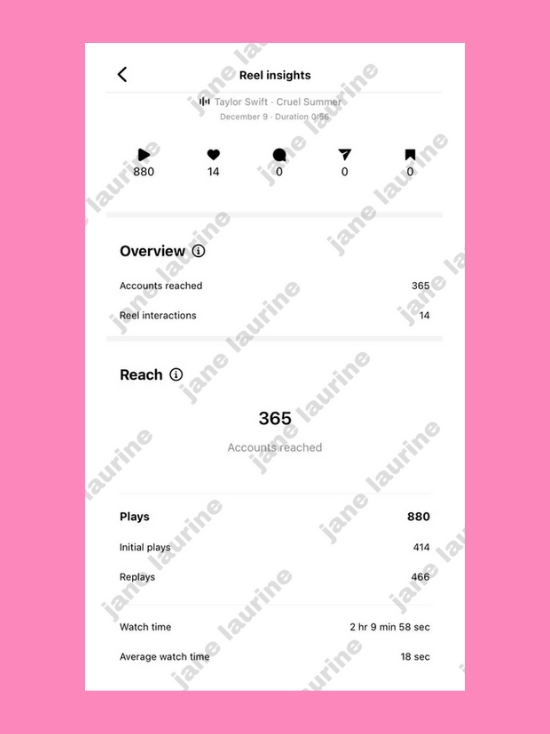 Reel insights
Taylor Swift · Cruel Summer
December 9 · Duration 0:56
880 14 0 0 0
Overview
Accounts reached 365
Reel interactions 14
Reach
365
Accounts reached
Plays 880
Initial plays 414
Replays 466
Watch time 2 hr 9 min 58 sec
Average watch time 18 sec
jane laurine